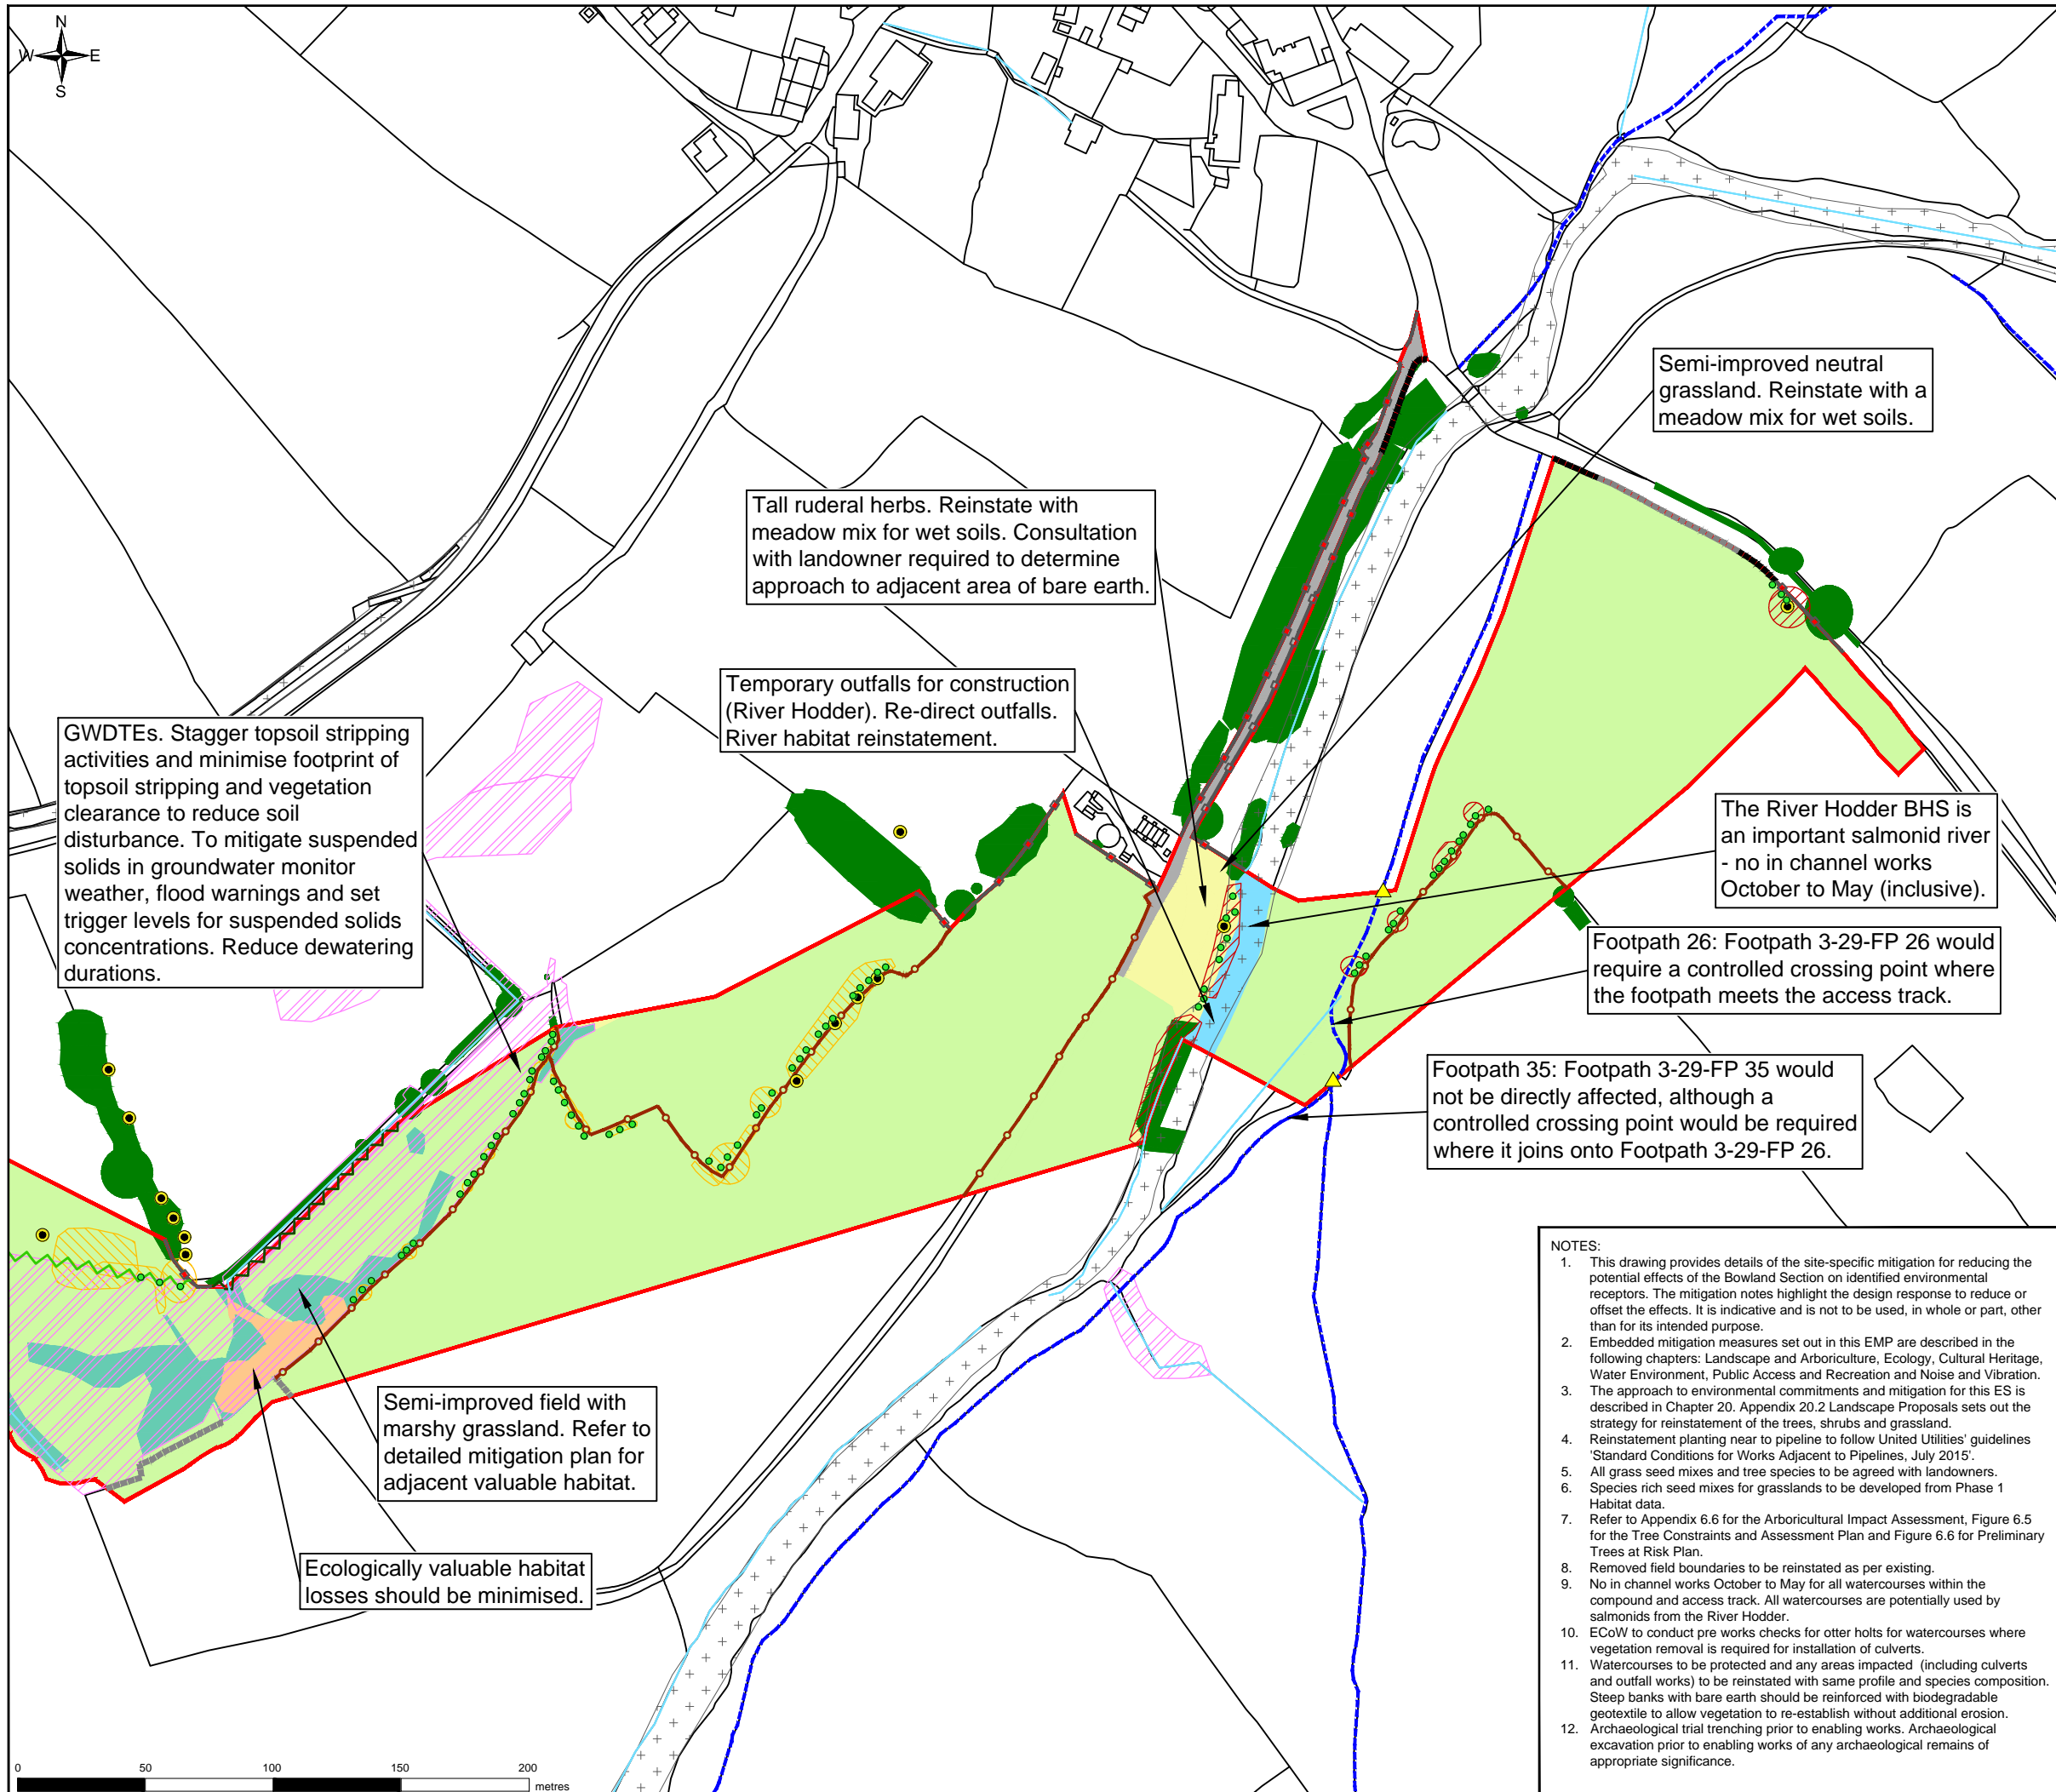 N
W E
S
Semi-improved neutral
grassland. Reinstate with a
meadow mix for wet soils.
Tall ruderal herbs. Reinstate with
meadow mix for wet soils. Consultation
with landowner required to determine
approach to adjacent area of bare earth.
Temporary outfalls for construction
(River Hodder). Re-direct outfalls.
River habitat reinstatement.
GWDTEs. Stagger topsoil stripping
activities and minimise footprint of
topsoil stripping and vegetation
clearance to reduce soil
disturbance. To mitigate suspended
solids in groundwater monitor
weather, flood warnings and set
trigger levels for suspended solids
concentrations. Reduce dewatering
durations.
The River Hodder BHS is
an important salmonid river
- no in channel works
October to May (inclusive).
Footpath 26: Footpath 3-29-FP 26 would
require a controlled crossing point where
the footpath meets the access track.
Footpath 35: Footpath 3-29-FP 35 would
not be directly affected, although a
controlled crossing point would be required
where it joins onto Footpath 3-29-FP 26.
Semi-improved field with
marshy grassland. Refer to
detailed mitigation plan for
adjacent valuable habitat.
Ecologically valuable habitat
losses should be minimised.
NOTES:
1. This drawing provides details of the site-specific mitigation for reducing the
potential effects of the Bowland Section on identified environmental
receptors. The mitigation notes highlight the design response to reduce or
offset the effects. It is indicative and is not to be used, in whole or part, other
than for its intended purpose.
2. Embedded mitigation measures set out in this EMP are described in the
following chapters: Landscape and Arboriculture, Ecology, Cultural Heritage,
Water Environment, Public Access and Recreation and Noise and Vibration.
3. The approach to environmental commitments and mitigation for this ES is
described in Chapter 20. Appendix 20.2 Landscape Proposals sets out the
strategy for reinstatement of the trees, shrubs and grassland.
4. Reinstatement planting near to pipeline to follow United Utilities' guidelines
'Standard Conditions for Works Adjacent to Pipelines, July 2015'.
5. All grass seed mixes and tree species to be agreed with landowners.
6. Species rich seed mixes for grasslands to be developed from Phase 1
Habitat data.
7. Refer to Appendix 6.6 for the Arboricultural Impact Assessment, Figure 6.5
for the Tree Constraints and Assessment Plan and Figure 6.6 for Preliminary
Trees at Risk Plan.
8. Removed field boundaries to be reinstated as per existing.
9. No in channel works October to May for all watercourses within the
compound and access track. All watercourses are potentially used by
salmonids from the River Hodder.
10. ECoW to conduct pre works checks for otter holts for watercourses where
vegetation removal is required for installation of culverts.
11. Watercourses to be protected and any areas impacted (including culverts
and outfall works) to be reinstated with same profile and species composition.
Steep banks with bare earth should be reinforced with biodegradable
geotextile to allow vegetation to re-establish without additional erosion.
12. Archaeological trial trenching prior to enabling works. Archaeological
excavation prior to enabling works of any archaeological remains of
appropriate significance.
0 50 100 150 200
metres